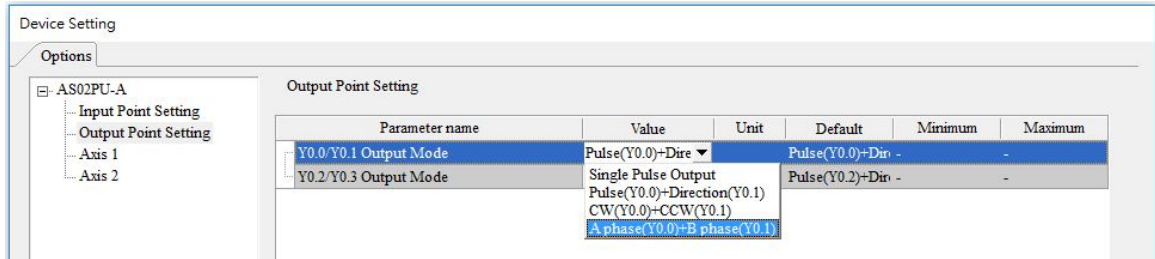 Device Setting
Options
AS02PU-A
Input Point Setting
Output Point Setting
Axis 1
Axis 2
Output Point Setting
Parameter name Value Unit Default Minimum Maximum
Y0.0/Y0.1 Output Mode Pulse(Y0.0)+Dire Pulse(Y0.0)+Dir - -
Y0.2/Y0.3 Output Mode Pulse(Y0.2)+Dir - -
Single Pulse Output
Pulse(Y0.0)+Direction(Y0.1)
CW(Y0.0)+CCW(Y0.1)
A phase(Y0.0)+B phase(Y0.1)